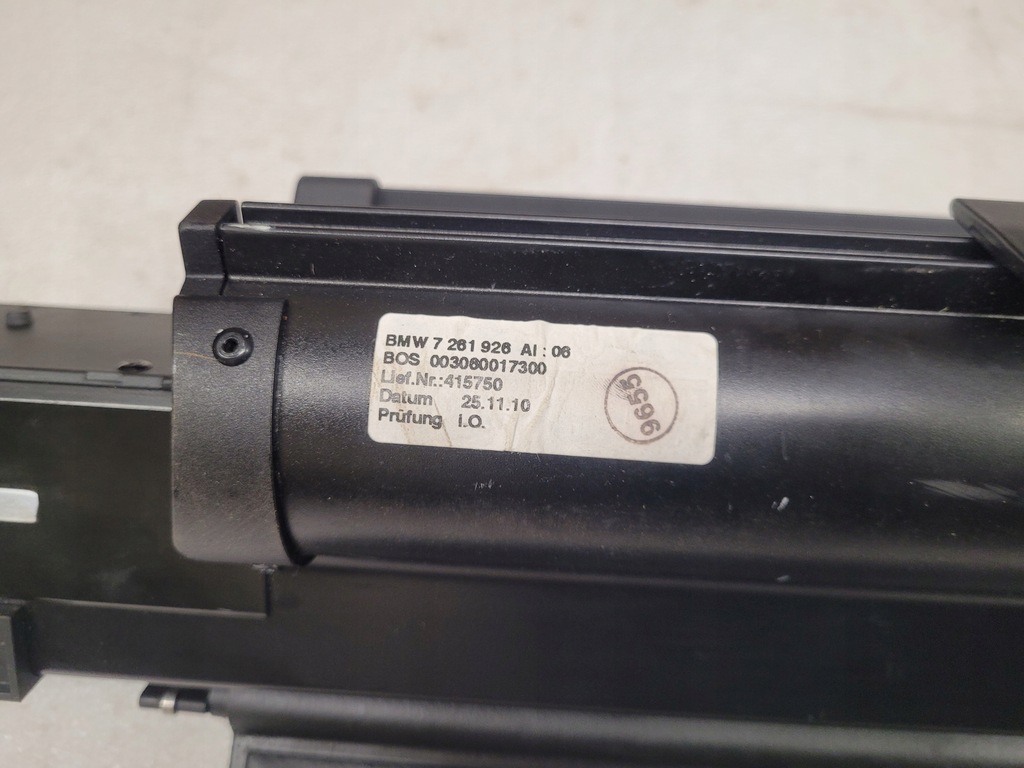 BMW 7 261 926 AI : 06
BOS 003060017300
Lief.Nr.:415750
Datum 25.11.10
Prüfung i.O.
9655